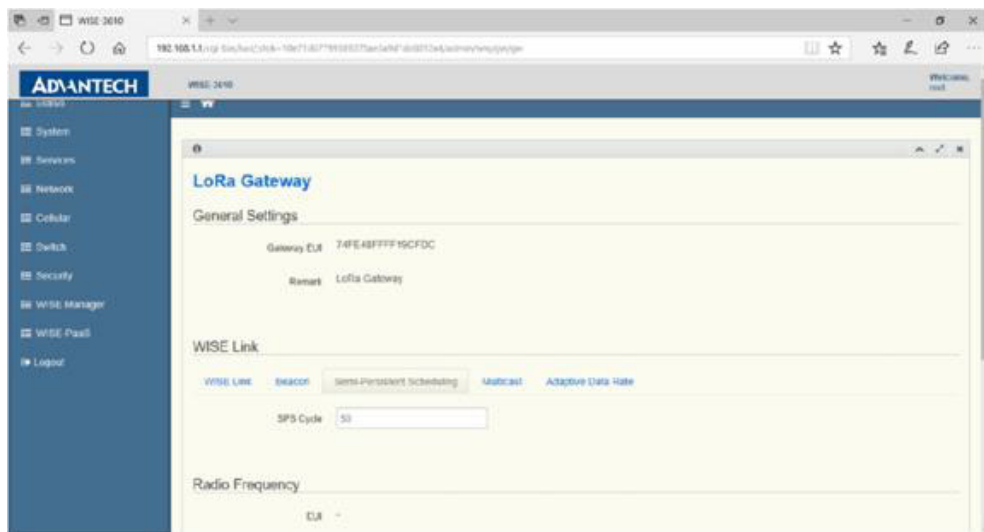 WISE 3610
192.168.1.1
ADVANTECH
WISE-3610
Welcome,
root
System
Services
Network
Cellular
Switch
Security
WISE Manager
WISE PaaS
Logout
LoRa Gateway
General Settings
Gateway EUI
Remark LoRa Gateway
WISE Link
WISE Link Beacon Semi-Persistent Scheduling Multicast Adaptive Data Rate
SPS Cycle 50
Radio Frequency
EUI -